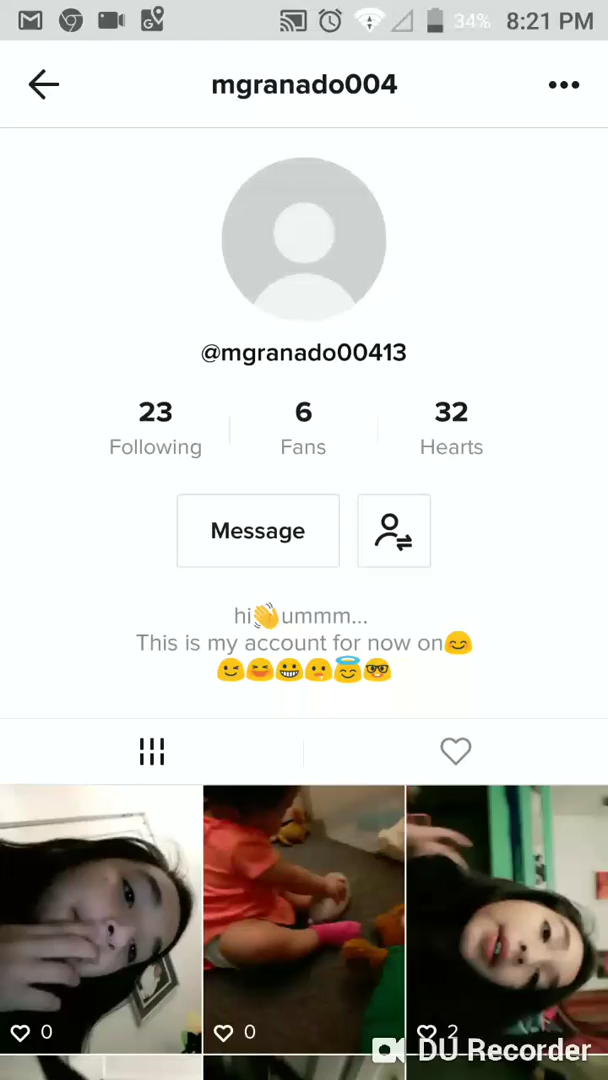 34% 8:21 PM
mgranado004
@mgranado00413
23 6 32
Following Fans Hearts
Message
hi👋ummm...
This is my account for now on😊
😉😆😀🤥😇🤓
0 0 2
DU Recorder